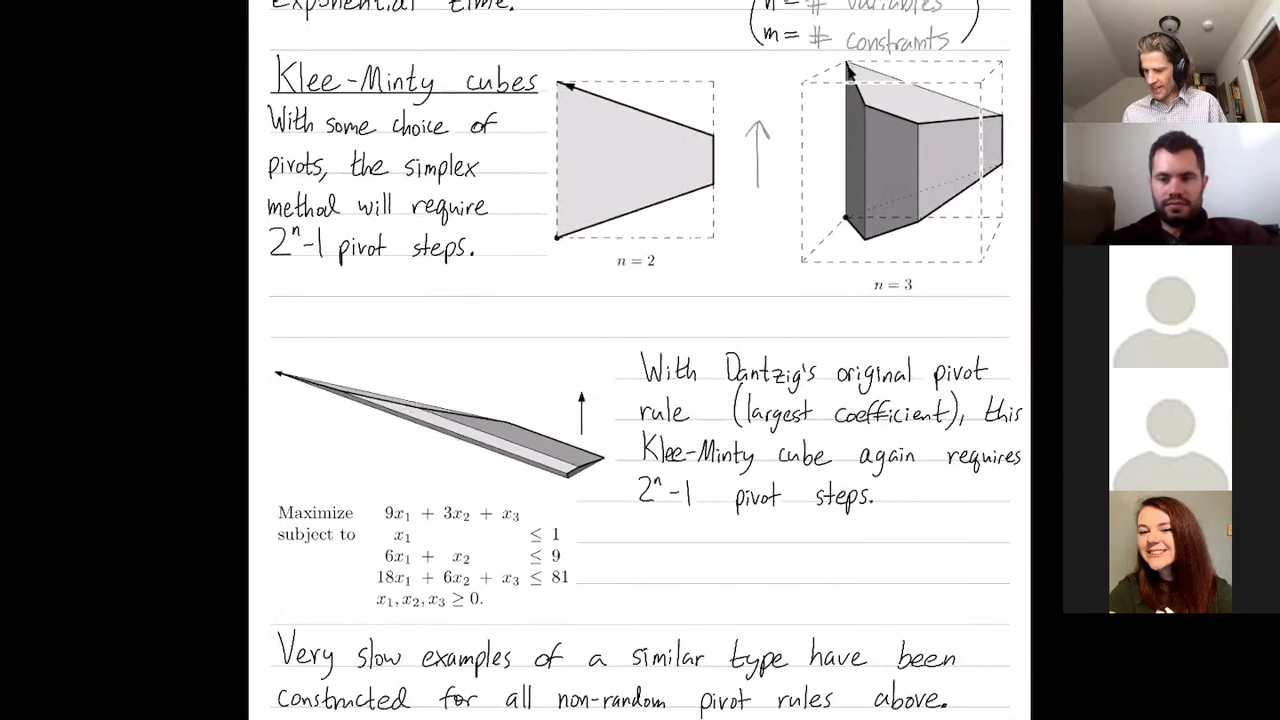 exponential time.
n = # variables
m = # constraints
Klee-Minty cubes
With some choice of
pivots, the simplex
method will require
2ⁿ-1 pivot steps.
n = 2
n = 3
With Dantzig's original pivot
rule (largest coefficient), this
Klee-Minty cube again requires
2ⁿ-1 pivot steps.
Maximize 9x₁ + 3x₂ + x₃
subject to x₁ ≤ 1
6x₁ + x₂ ≤ 9
18x₁ + 6x₂ + x₃ ≤ 81
x₁, x₂, x₃ ≥ 0.
Very slow examples of a similar type have been
constructed for all non-random pivot rules above.